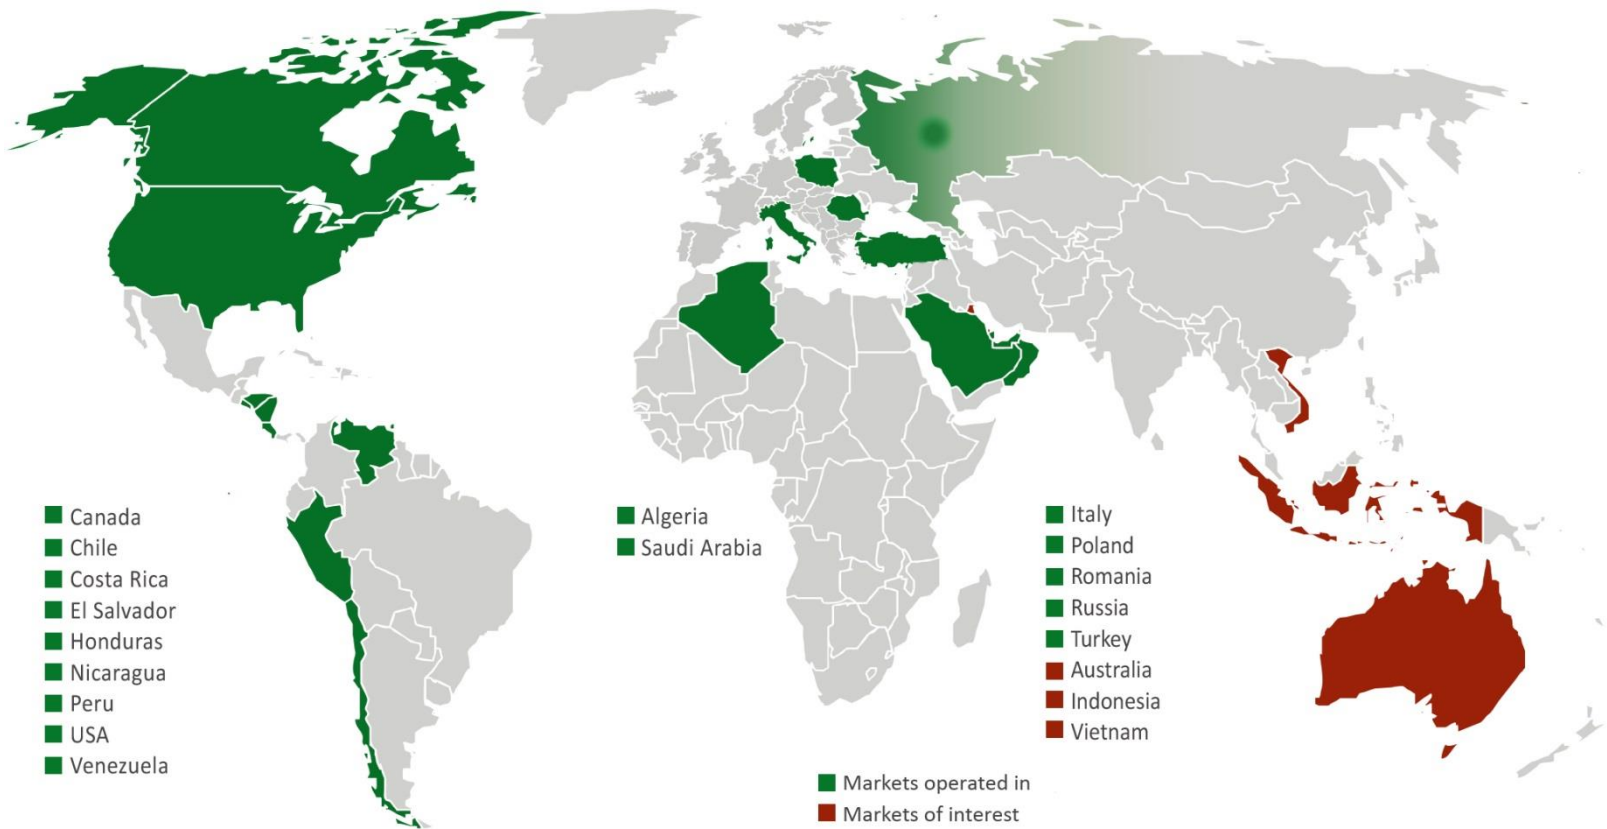 Canada
Chile
Costa Rica
El Salvador
Honduras
Nicaragua
Peru
USA
Venezuela
Algeria
Saudi Arabia
Italy
Poland
Romania
Russia
Turkey
Australia
Indonesia
Vietnam
Markets operated in
Markets of interest